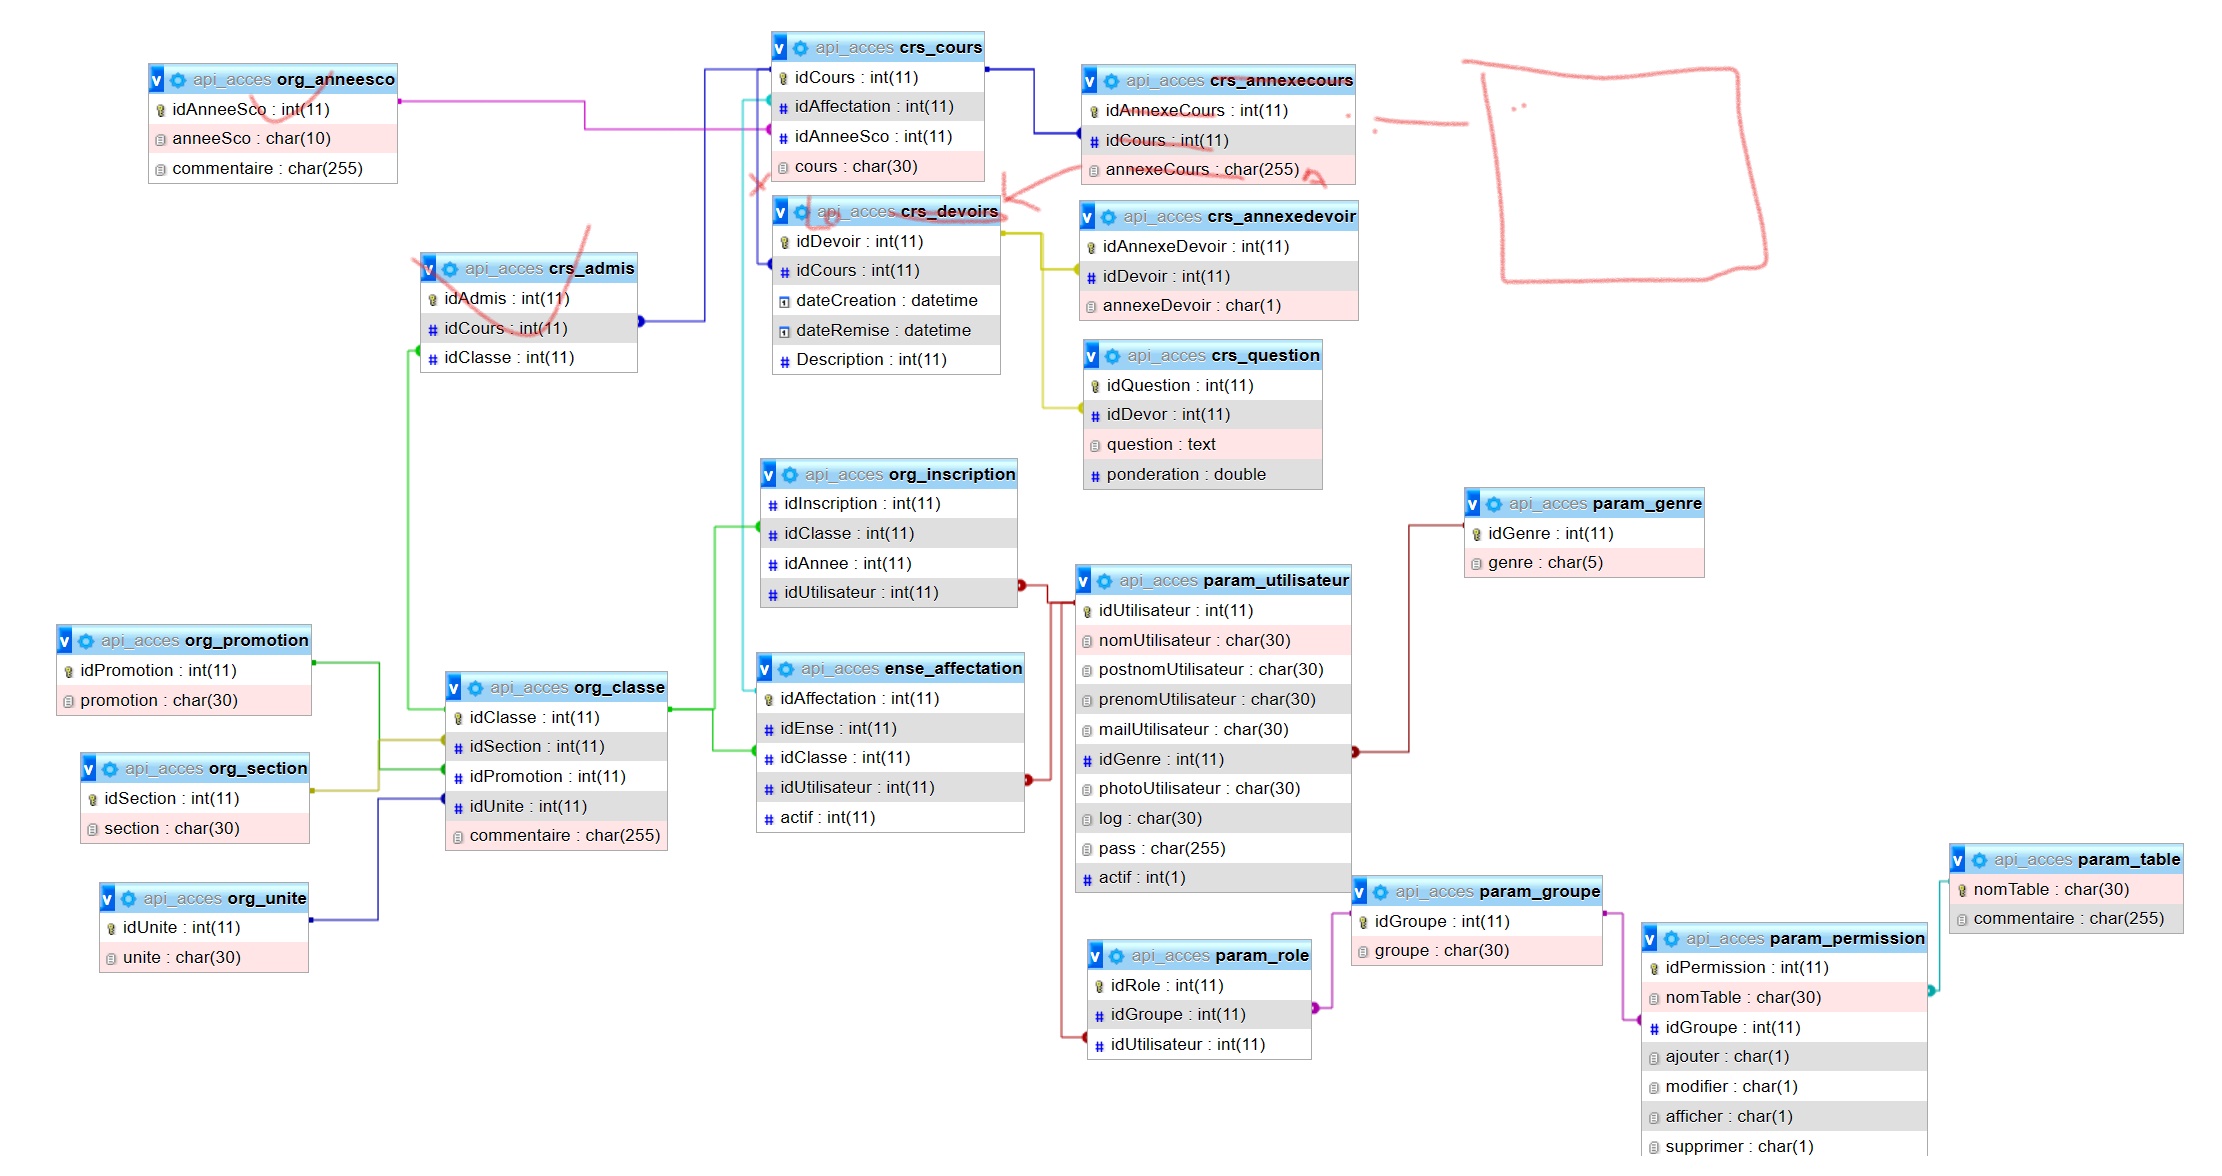 api_acces org_anneesco
idAnneeSco : int(11)
anneeSco : char(10)
commentaire : char(255)
api_acces crs_cours
idCours : int(11)
idAffectation : int(11)
idAnneeSco : int(11)
cours : char(30)
api_acces crs_annexecours
idAnnexeCours : int(11)
idCours : int(11)
annexeCours : char(255)
api_acces crs_devoirs
idDevoir : int(11)
idCours : int(11)
dateCreation : datetime
dateRemise : datetime
Description : int(11)
api_acces crs_annexedevoir
idAnnexeDevoir : int(11)
idDevoir : int(11)
annexeDevoir : char(1)
api_acces crs_admis
idAdmis : int(11)
idCours : int(11)
idClasse : int(11)
api_acces crs_question
idQuestion : int(11)
idDevor : int(11)
question : text
ponderation : double
api_acces org_inscription
idInscription : int(11)
idClasse : int(11)
idAnnee : int(11)
idUtilisateur : int(11)
api_acces param_genre
idGenre : int(11)
genre : char(5)
api_acces param_utilisateur
idUtilisateur : int(11)
nomUtilisateur : char(30)
postnomUtilisateur : char(30)
prenomUtilisateur : char(30)
mailUtilisateur : char(30)
idGenre : int(11)
photoUtilisateur : char(30)
log : char(30)
pass : char(255)
actif : int(1)
api_acces org_promotion
idPromotion : int(11)
promotion : char(30)
api_acces ense_affectation
idAffectation : int(11)
idEnse : int(11)
idClasse : int(11)
idUtilisateur : int(11)
actif : int(11)
api_acces org_classe
idClasse : int(11)
idSection : int(11)
idPromotion : int(11)
idUnite : int(11)
commentaire : char(255)
api_acces org_section
idSection : int(11)
section : char(30)
api_acces org_unite
idUnite : int(11)
unite : char(30)
api_acces param_groupe
idGroupe : int(11)
groupe : char(30)
api_acces param_role
idRole : int(11)
idGroupe : int(11)
idUtilisateur : int(11)
api_acces param_table
nomTable : char(30)
commentaire : char(255)
api_acces param_permission
idPermission : int(11)
nomTable : char(30)
idGroupe : int(11)
ajouter : char(1)
modifier : char(1)
afficher : char(1)
supprimer : char(1)